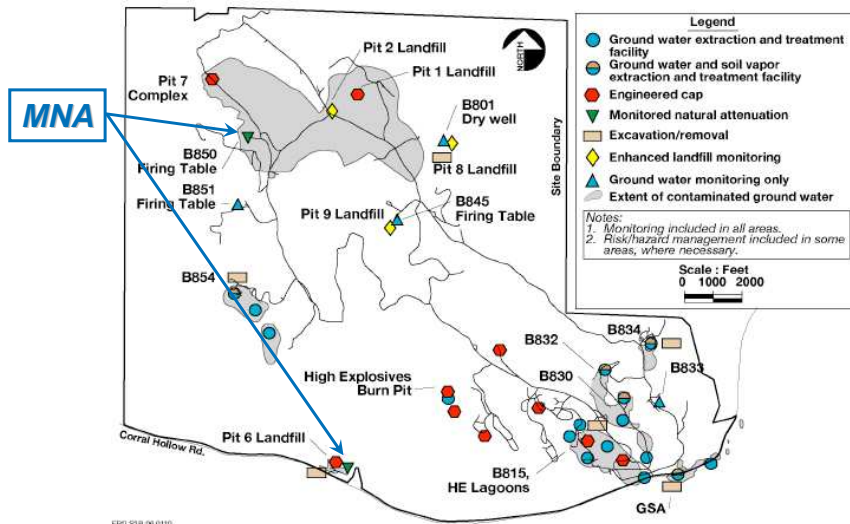 MNA
Pit 7
Complex
Pit 2 Landfill
Pit 1 Landfill
NORTH
B801
Dry well
B850
Firing Table
Pit 8 Landfill
B851
Firing Table
Pit 9 Landfill
B845
Firing Table
B854
Site Boundary
High Explosives
Burn Pit
B832
B830
B834
B833
Pit 6 Landfill
Corral Hollow Rd.
B815,
HE Lagoons
GSA
Legend
Ground water extraction and treatment
facility
Ground water and soil vapor
extraction and treatment facility
Engineered cap
Monitored natural attenuation
Excavation/removal
Enhanced landfill monitoring
Ground water monitoring only
Extent of contaminated ground water
Notes:
1. Monitoring included in all areas.
2. Risk/hazard management included in some
areas, where necessary.
Scale : Feet
0 1000 2000